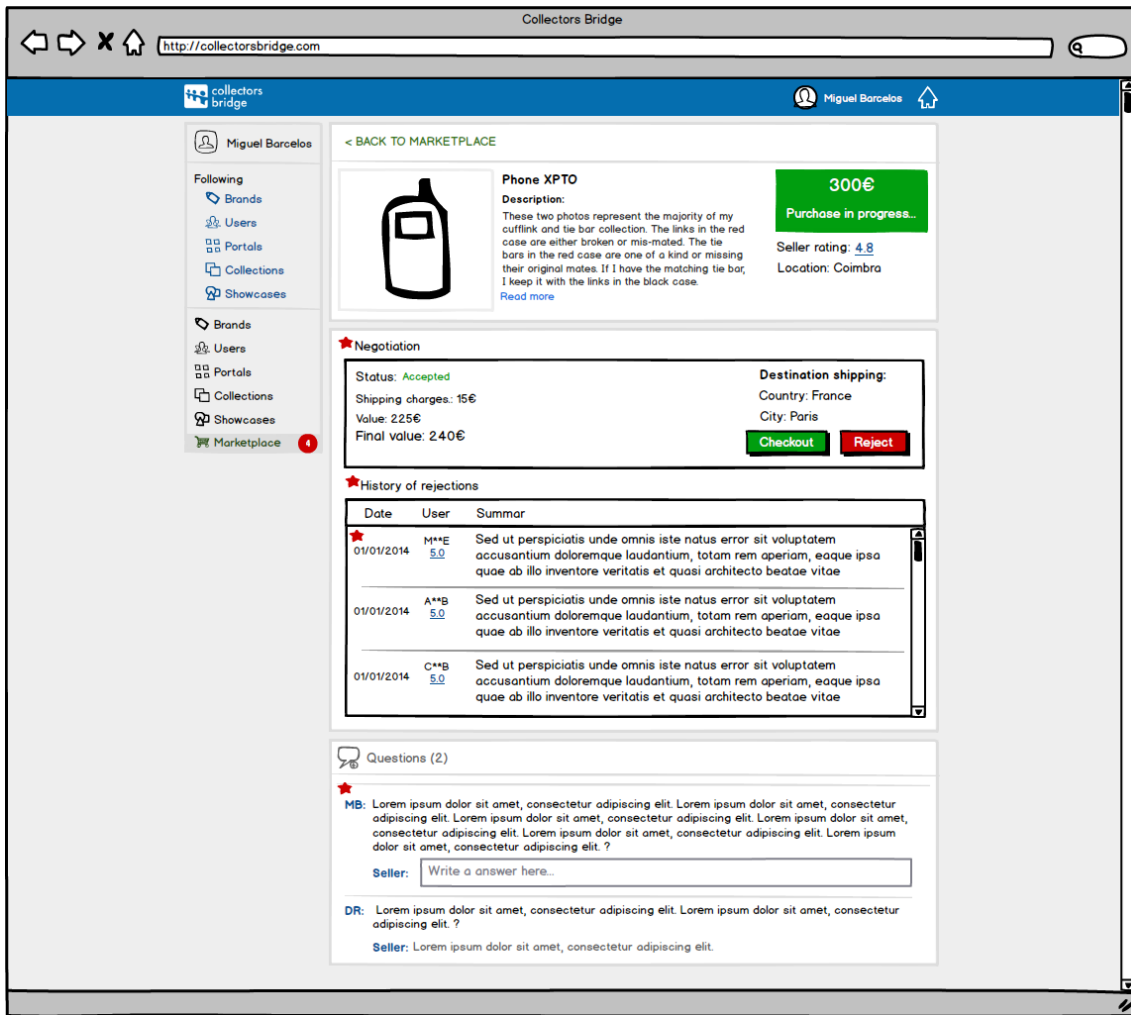 Collectors Bridge
http://collectorsbridge.com
collectors
bridge
Miguel Barcelos
Miguel Barcelos
Following
Brands
Users
Portals
Collections
Showcases
Brands
Users
Portals
Collections
Showcases
Marketplace
4
< BACK TO MARKETPLACE
Phone XPTO
Description:
These two photos represent the majority of my
cufflink and tie bar collection. The links in the red
case are either broken or mis-mated. The tie
bars in the red case are one of a kind or missing
their original mates. If I have the matching tie bar,
I keep it with the links in the black case.
Read more
300€
Purchase in progress...
Seller rating: 4.8
Location: Coimbra
Negotiation
Status: Accepted
Shipping charges.: 15€
Value: 225€
Final value: 240€
Destination shipping:
Country: France
City: Paris
Checkout
Reject
History of rejections
Date User Summar
01/01/2014
M**E
5.0
Sed ut perspiciatis unde omnis iste natus error sit voluptatem
accusantium doloremque laudantium, totam rem aperiam, eaque ipsa
quae ab illo inventore veritatis et quasi architecto beatae vitae
01/01/2014
A**B
5.0
Sed ut perspiciatis unde omnis iste natus error sit voluptatem
accusantium doloremque laudantium, totam rem aperiam, eaque ipsa
quae ab illo inventore veritatis et quasi architecto beatae vitae
01/01/2014
C**B
5.0
Sed ut perspiciatis unde omnis iste natus error sit voluptatem
accusantium doloremque laudantium, totam rem aperiam, eaque ipsa
quae ab illo inventore veritatis et quasi architecto beatae vitae
Questions (2)
MB: Lorem ipsum dolor sit amet, consectetur adipiscing elit. Lorem ipsum dolor sit amet, consectetur
adipiscing elit. Lorem ipsum dolor sit amet, consectetur adipiscing elit. Lorem ipsum dolor sit amet,
consectetur adipiscing elit. Lorem ipsum dolor sit amet, consectetur adipiscing elit. Lorem ipsum
dolor sit amet, consectetur adipiscing elit. ?
Seller: Write a answer here...
DR: Lorem ipsum dolor sit amet, consectetur adipiscing elit. Lorem ipsum dolor sit amet, consectetur
adipiscing elit. ?
Seller: Lorem ipsum dolor sit amet, consectetur adipiscing elit.